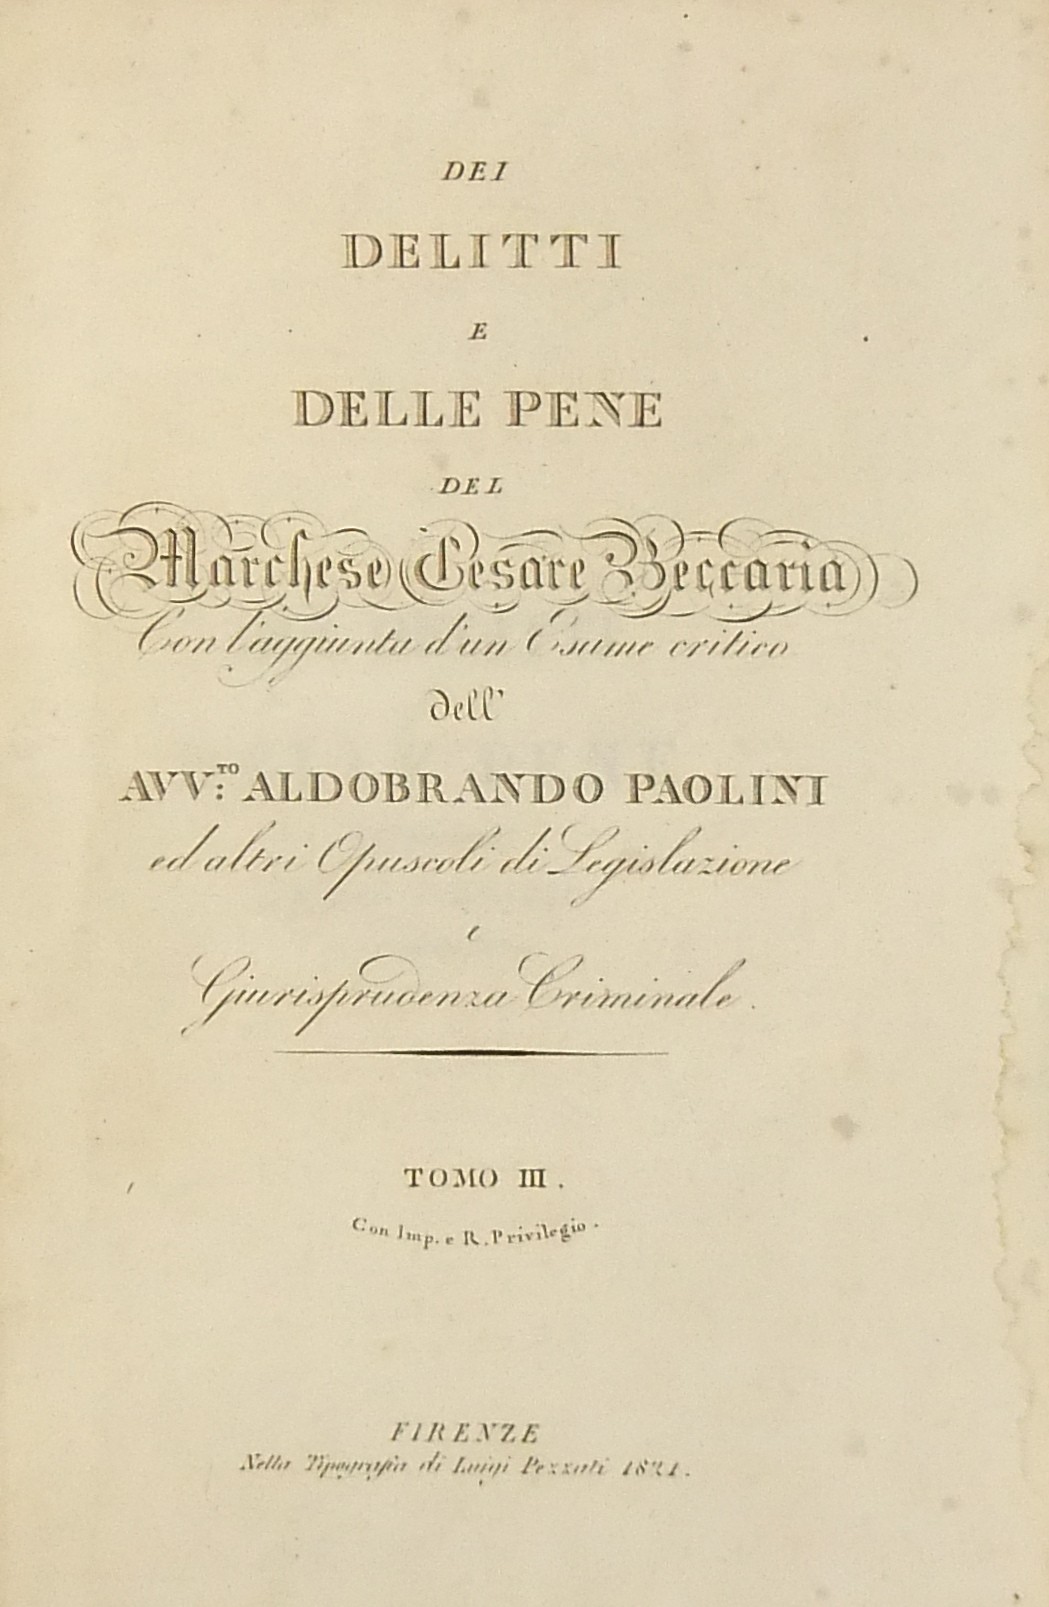 DEI
DELITTI
E
DELLE PENE
DEL
Marchese Cesare Beccaria
Con l'aggiunta d'un Esame critico
dell'
AVV:TO ALDOBRANDO PAOLINI
ed altri Opuscoli di Legislazione
e
Giurisprudenza Criminale.
TOMO III.
Con Imp. e R. Privilegio.
FIRENZE
Nella Tipografia di Luigi Pezzati 1821.